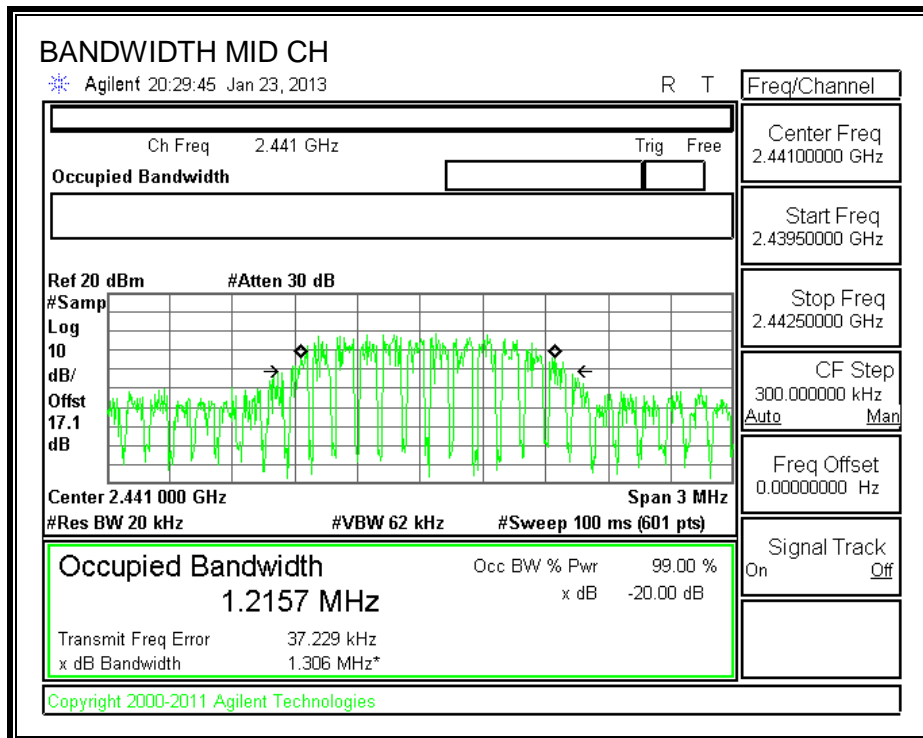 BANDWIDTH MID CH
Agilent 20:29:45 Jan 23, 2013 R T
Freq/Channel
Ch Freq 2.441 GHz Trig Free
Occupied Bandwidth
Center Freq
2.44100000 GHz
Start Freq
2.43950000 GHz
Stop Freq
2.44250000 GHz
CF Step
300.000000 kHz
Auto Man
Freq Offset
0.00000000 Hz
Signal Track
On Off
Ref 20 dBm #Atten 30 dB
#Samp
Log
10
dB/
Offst
17.1
dB
Center 2.441 000 GHz Span 3 MHz
#Res BW 20 kHz #VBW 62 kHz #Sweep 100 ms (601 pts)
Occupied Bandwidth Occ BW % Pwr 99.00 %
1.2157 MHz x dB -20.00 dB
Transmit Freq Error 37.229 kHz
x dB Bandwidth 1.306 MHz*
Copyright 2000-2011 Agilent Technologies